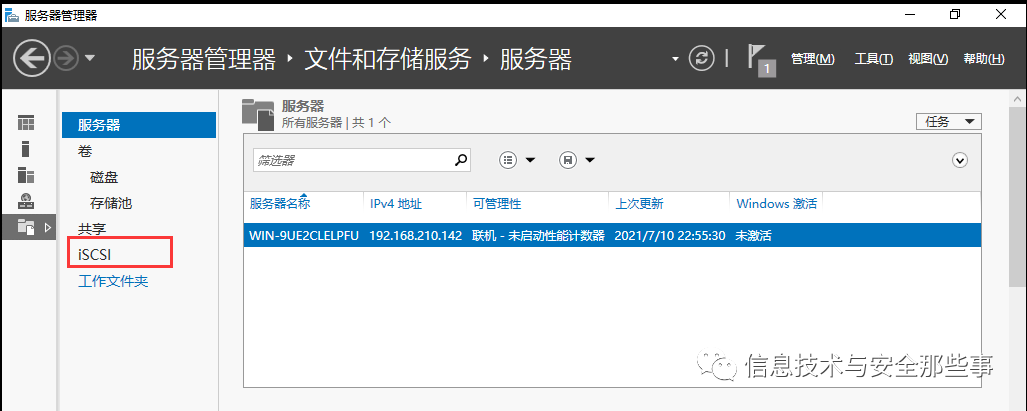 服务器管理器
服务器管理器 文件和存储服务 服务器
1 管理(M) 工具(T) 视图(V) 帮助(H)
服务器
卷
磁盘
存储池
共享
iSCSI
工作文件夹
服务器
所有服务器 | 共 1 个
任务
筛选器
服务器名称 IPv4 地址 可管理性 上次更新 Windows 激活
WIN-9UE2CLELPFU 192.168.210.142 联机 - 未启动性能计数器 2021/7/10 22:55:30 未激活
信息技术与安全那些事